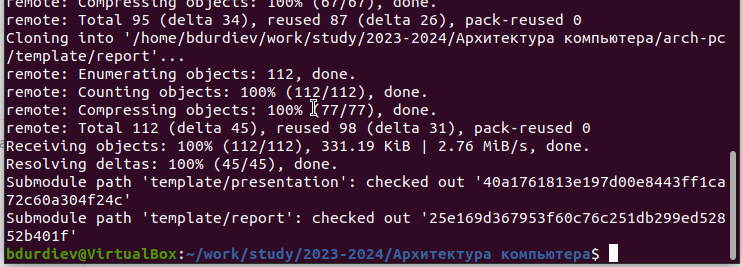 remote: Compressing objects: 100% (67/67), done.
remote: Total 95 (delta 34), reused 87 (delta 26), pack-reused 0
Cloning into '/home/bdurdiev/work/study/2023-2024/Архитектура компьютера/arch-pc
/template/report'...
remote: Enumerating objects: 112, done.
remote: Counting objects: 100% (112/112), done.
remote: Compressing objects: 100% (77/77), done.
remote: Total 112 (delta 45), reused 98 (delta 31), pack-reused 0
Receiving objects: 100% (112/112), 331.19 KiB | 2.76 MiB/s, done.
Resolving deltas: 100% (45/45), done.
Submodule path 'template/presentation': checked out '40a1761813e197d00e8443ff1ca
72c60a304f24c'
Submodule path 'template/report': checked out '25e169d367953f60c76c251db299ed528
52b401f'
bdurdiev@VirtualBox:~/work/study/2023-2024/Архитектура компьютера$